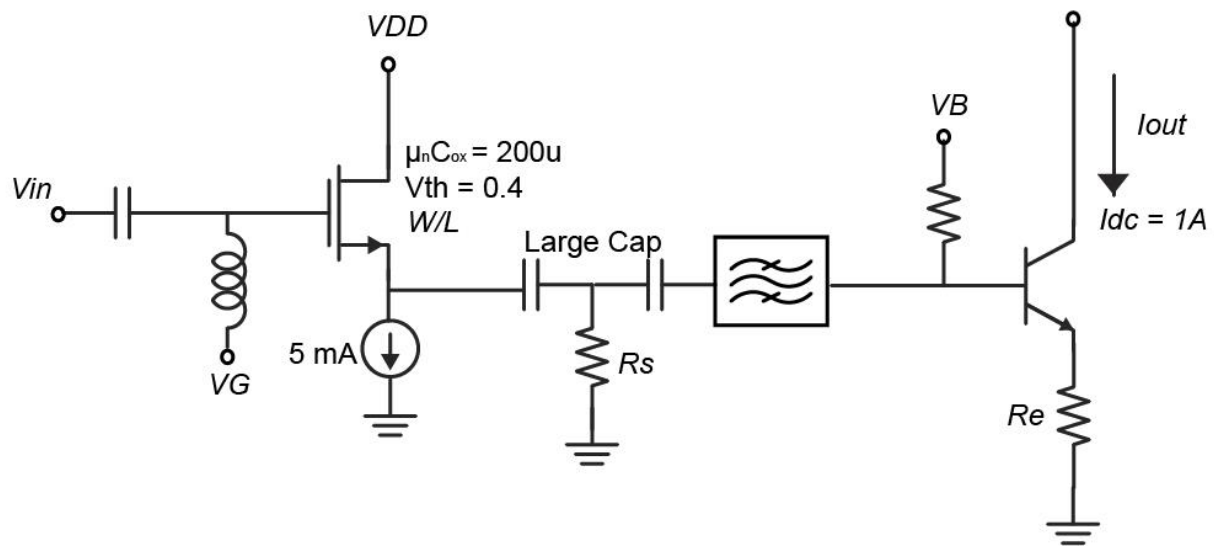 VDD
μnCox = 200u
Vth = 0.4
W/L
Vin
VG
5 mA
Large Cap
Rs
VB
Iout
Idc = 1A
Re